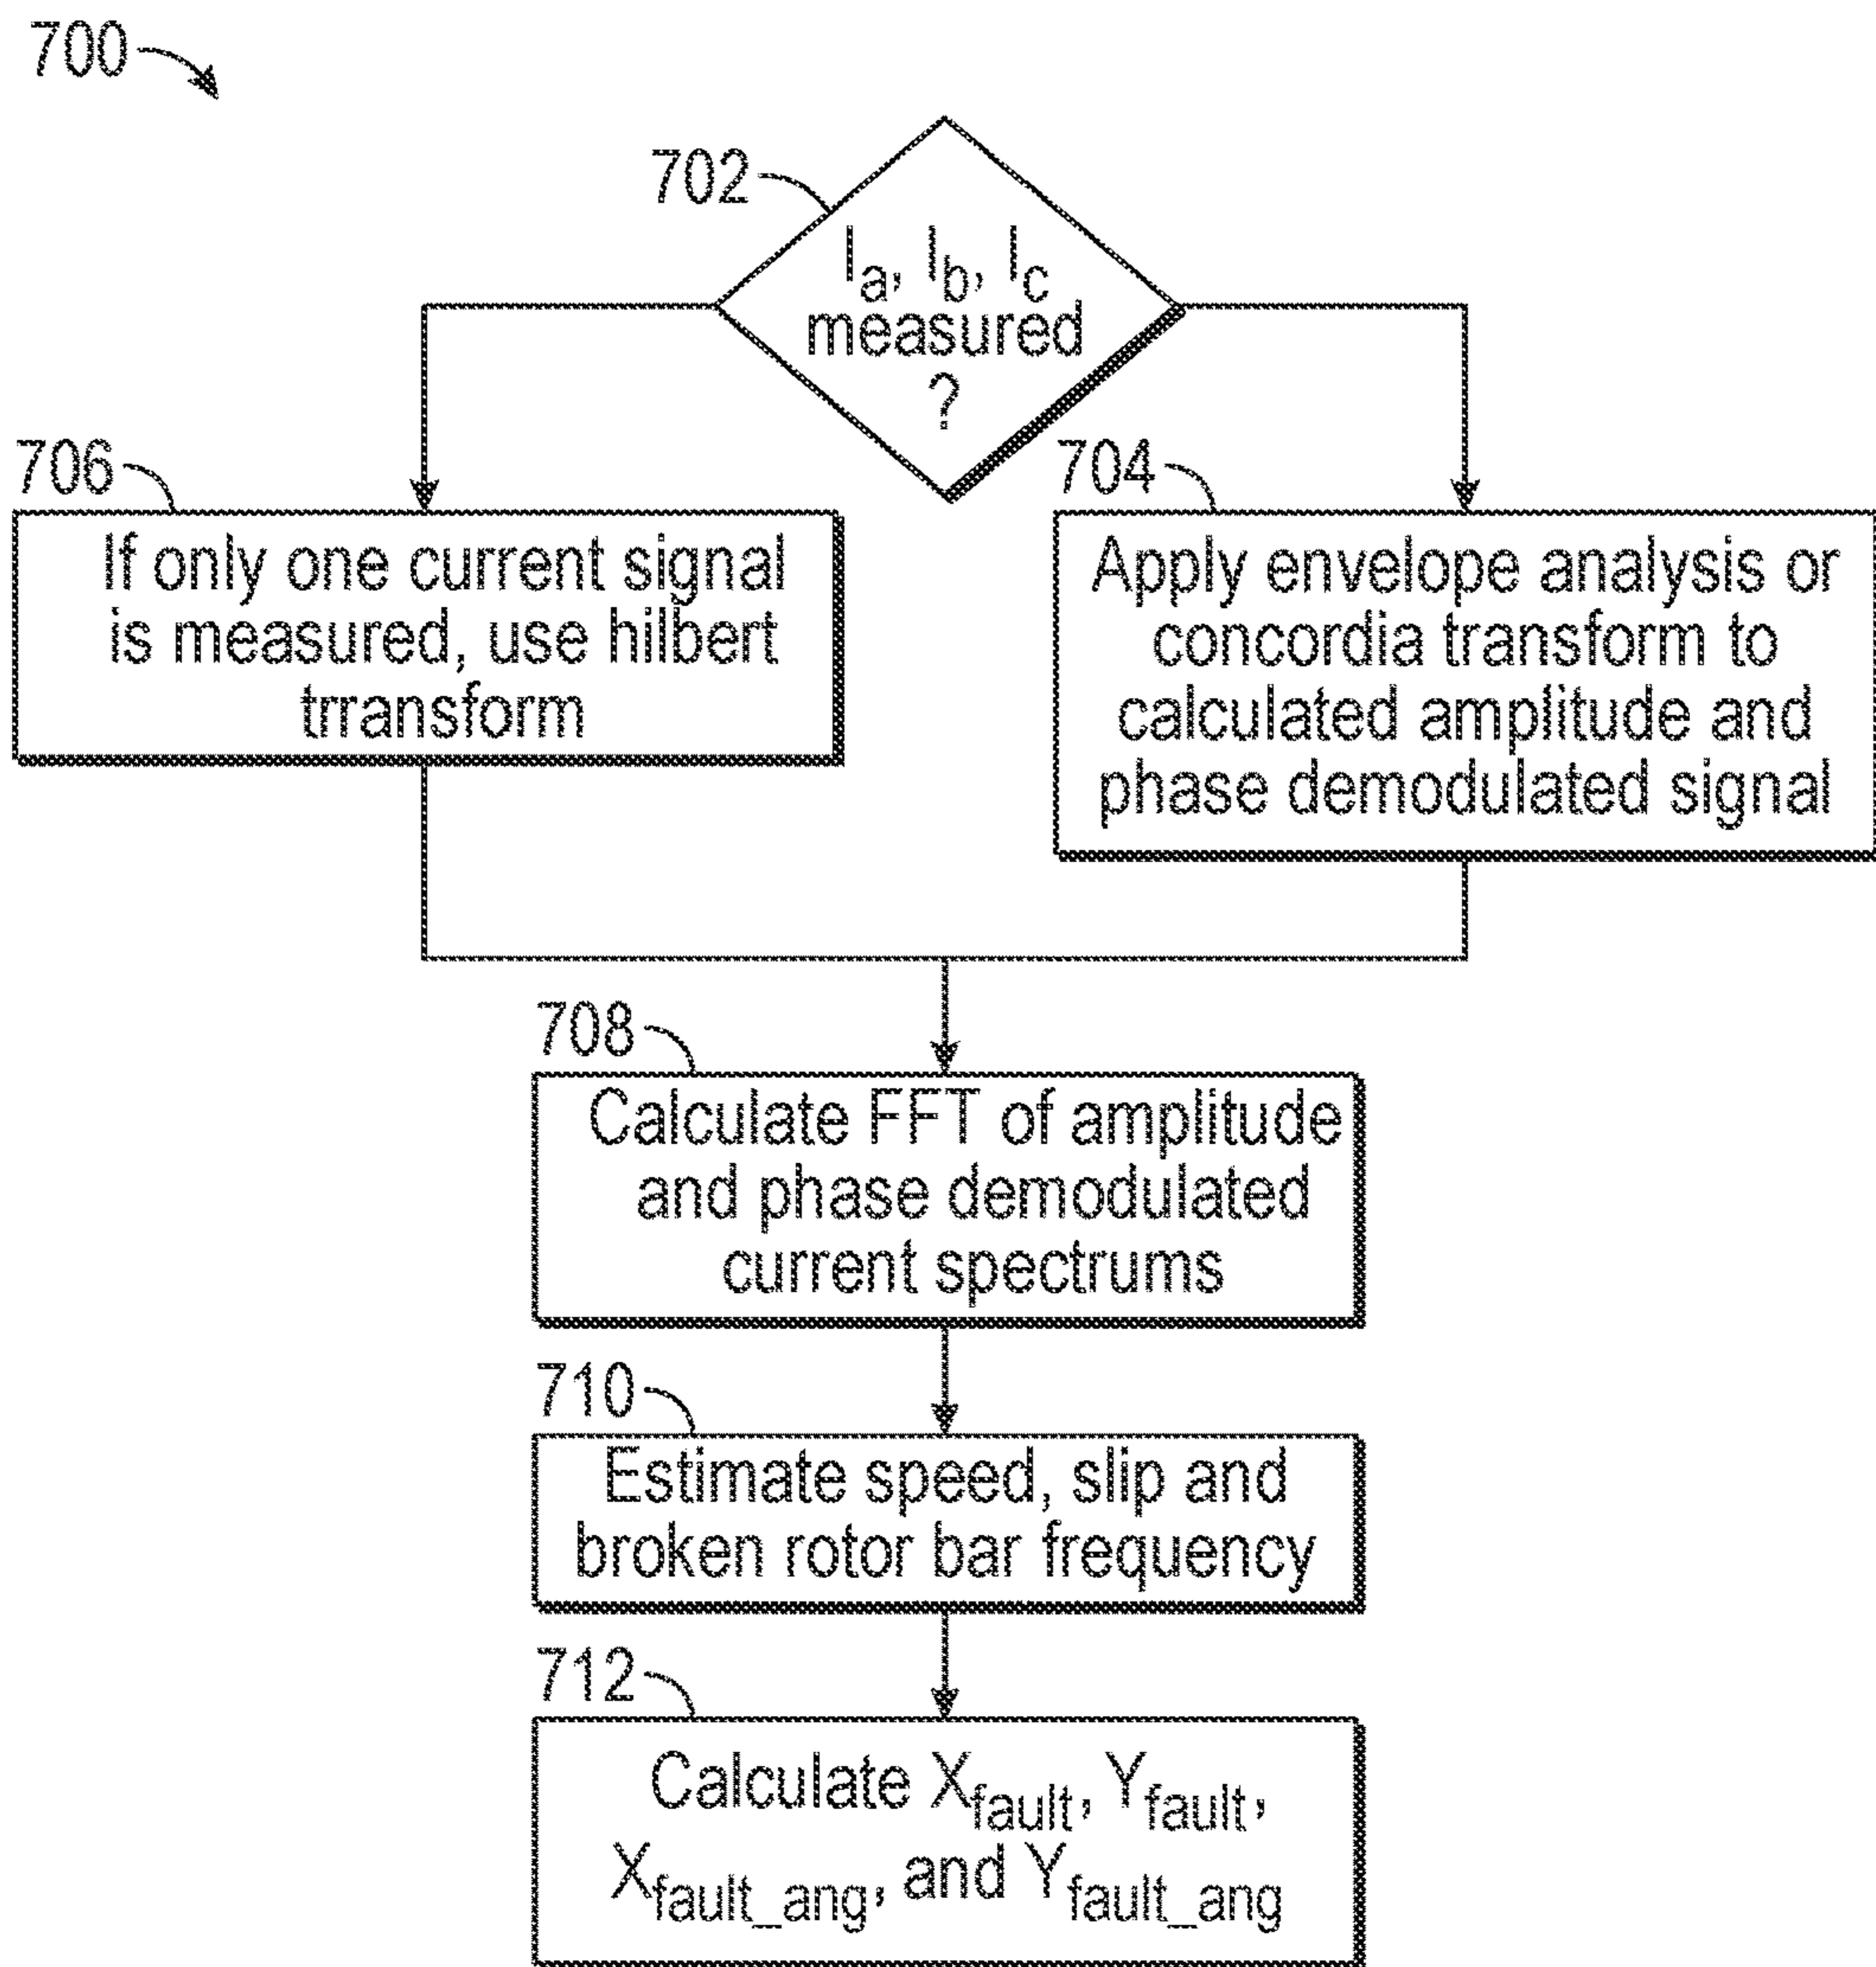 700
702
Ia, Ib, Ic
measured
?
706
If only one current signal
is measured, use hilbert
trransform
704
Apply envelope analysis or
concordia transform to
calculated amplitude and
phase demodulated signal
708
Calculate FFT of amplitude
and phase demodulated
current spectrums
710
Estimate speed, slip and
broken rotor bar frequency
712
Calculate Xfault, Yfault,
Xfault_ang, and Yfault_ang